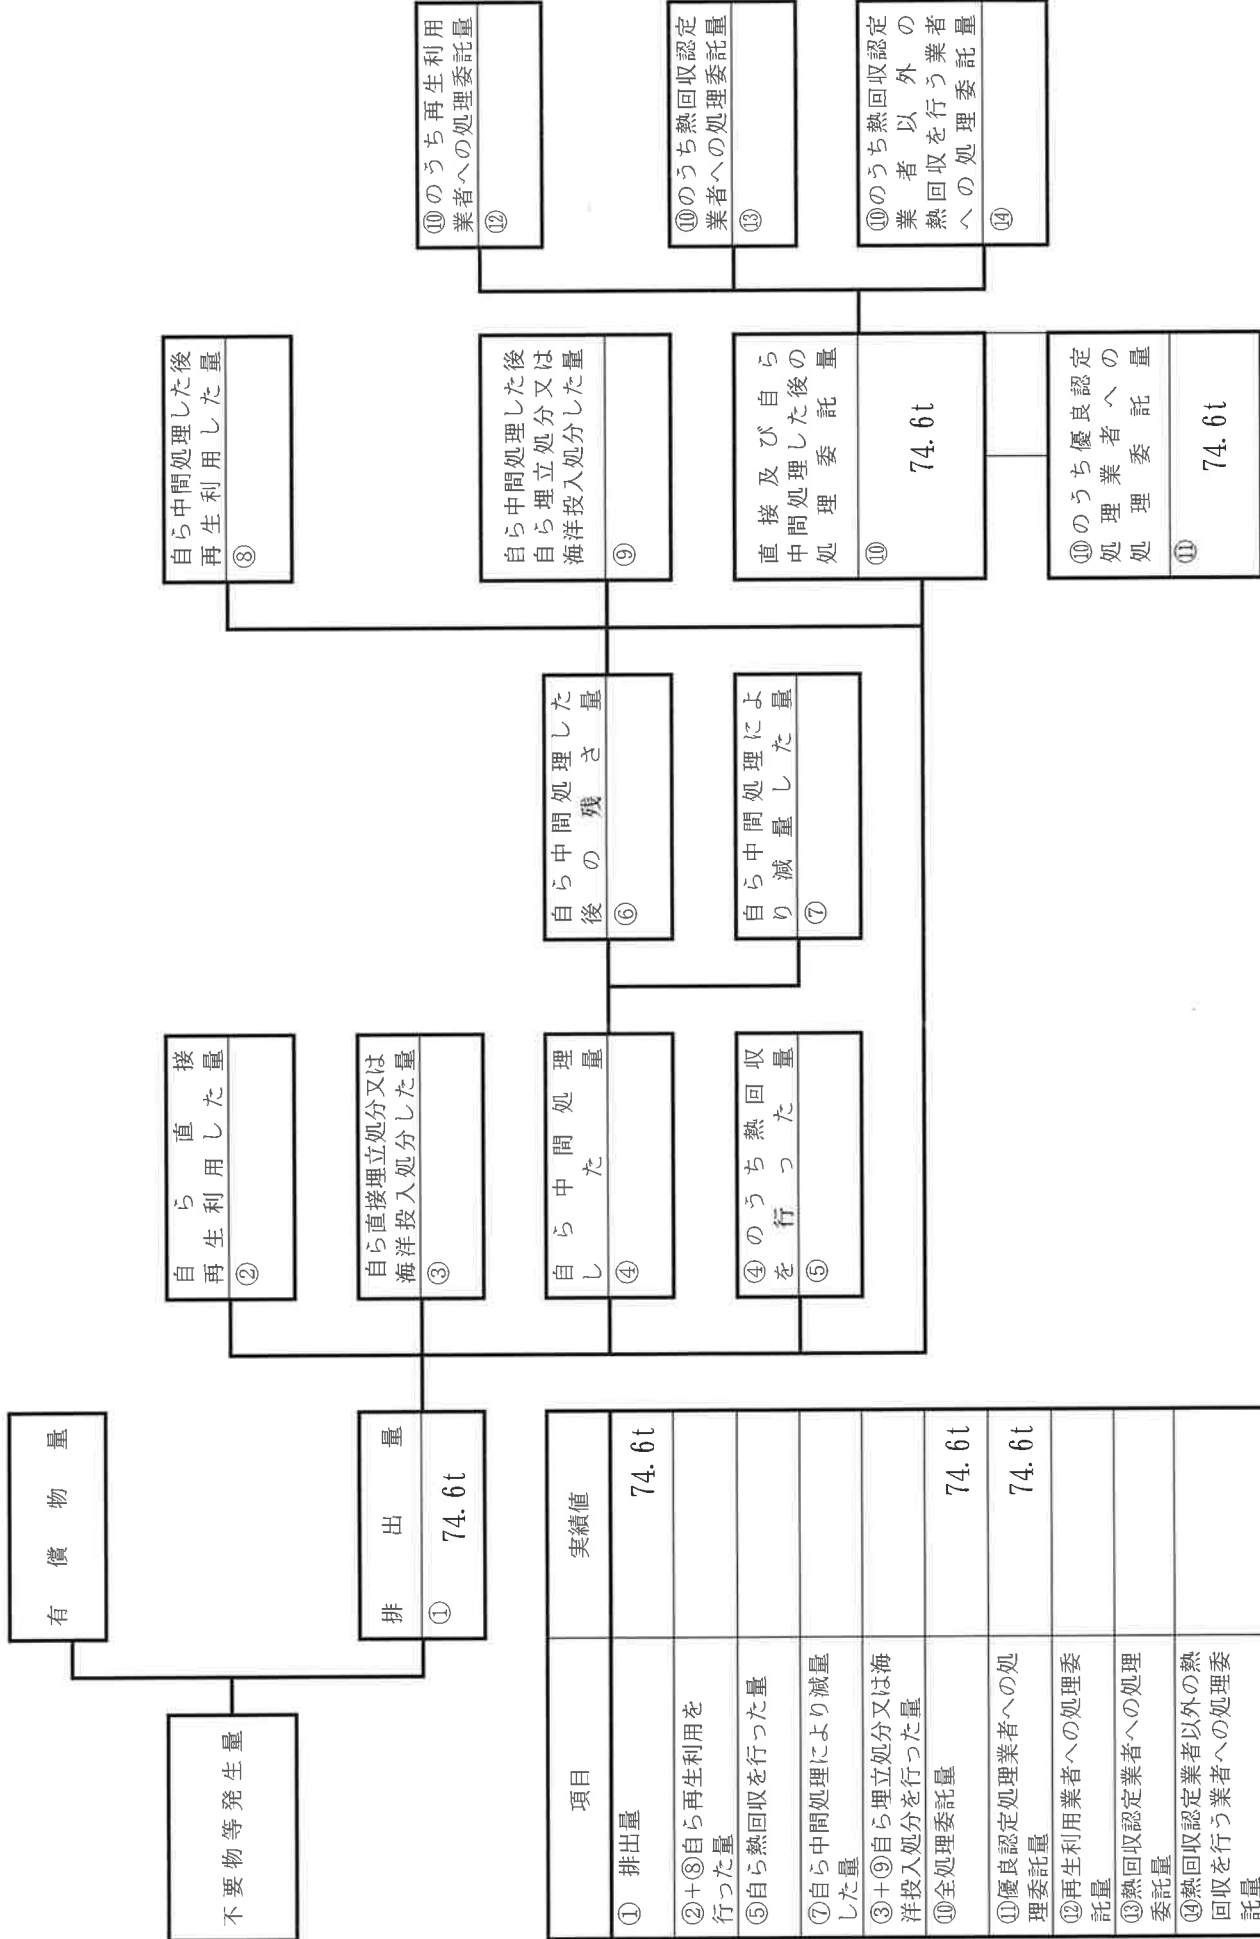 不要物等発生量
有償物量
排出量
① 74.6t
自ら直接
再生利用した量
②
自ら直接埋立処分又は
海洋投入処分した量
③
自ら中間処理
した量
④
④のうち熱回収
を行った量
⑤
自ら中間処理した
後の残さ量
⑥
自ら中間処理によ
り減量した量
⑦
自ら中間処理した後
再生利用した量
⑧
自ら中間処理した後
自ら埋立処分又は
海洋投入処分した量
⑨
直接及び自ら
中間処理した後の
処理委託量
⑩ 74.6t
⑩のうち優良認定
処理業者への
処理委託量
⑪ 74.6t
⑩のうち再生利用
業者への処理委託量
⑫
⑩のうち熱回収認定
業者への処理委託量
⑬
⑩のうち熱回収認定
業者以外の
熱回収を行う業者
への処理委託量
⑭
項目 実績値
① 排出量 74.6t
②+⑧自ら再生利用を
行った量
⑤自ら熱回収を行った量
⑦自ら中間処理により減量
した量
③+⑨自ら埋立処分又は海
洋投入処分を行った量
⑩全処理委託量 74.6t
⑪優良認定処理業者への処
理委託量 74.6t
⑫再生利用業者への処理委
託量
⑬熱回収認定業者への処理
委託量
⑭熱回収認定業者以外の熱
回収を行う業者への処理委
託量